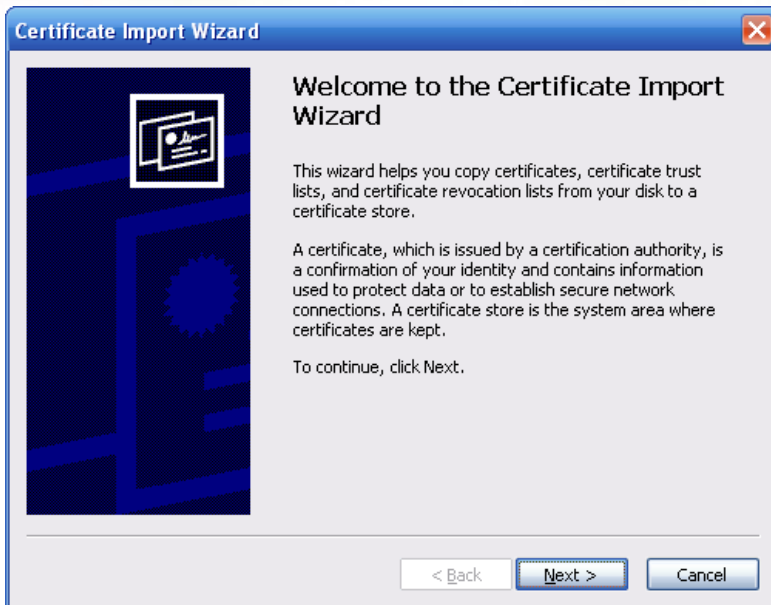 Certificate Import Wizard
Welcome to the Certificate Import
Wizard
This wizard helps you copy certificates, certificate trust
lists, and certificate revocation lists from your disk to a
certificate store.
A certificate, which is issued by a certification authority, is
a confirmation of your identity and contains information
used to protect data or to establish secure network
connections. A certificate store is the system area where
certificates are kept.
To continue, click Next.
< Back Next > Cancel